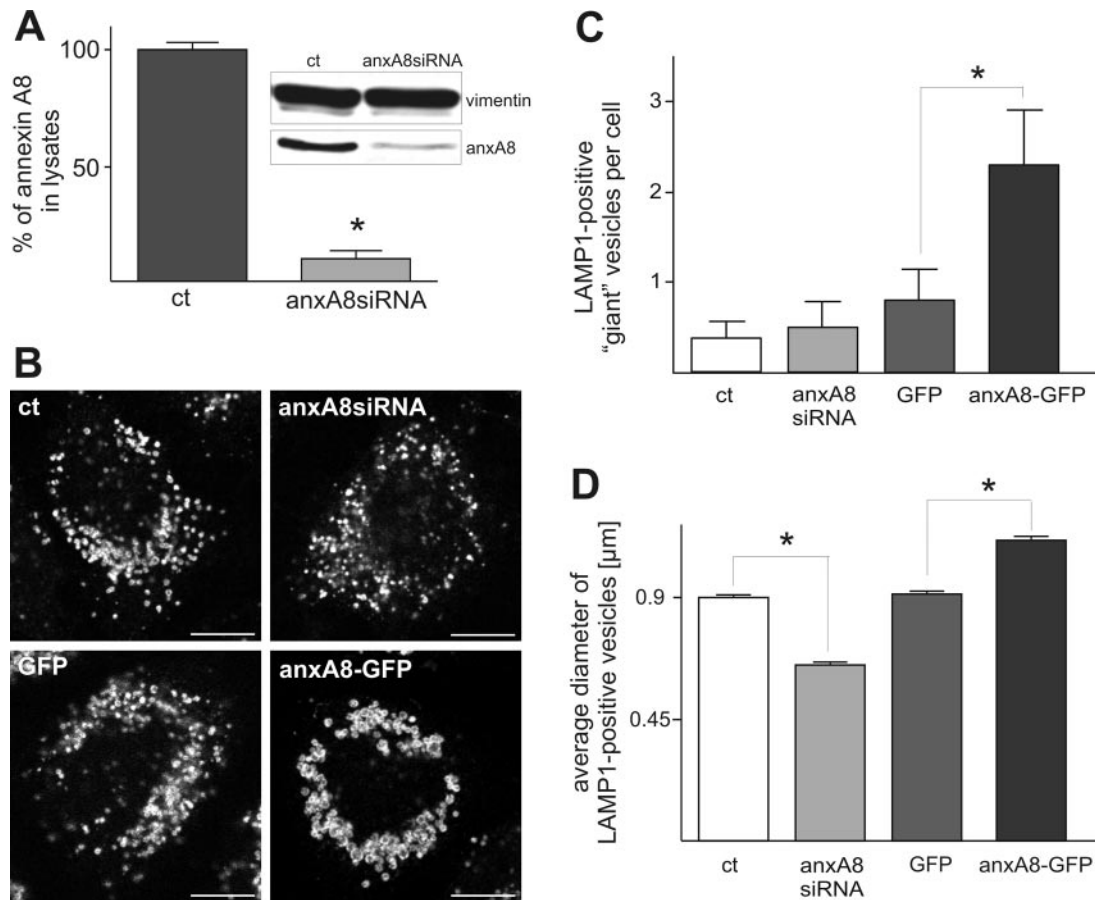 A
% of annexin A8
in lysates
100
50
ct
anxA8siRNA
vimentin
anxA8
*
ct
anxA8siRNA
B
ct
anxA8siRNA
GFP
anxA8-GFP
C
LAMP1-positive
“giant” vesicles per cell
3
2
1
*
ct
anxA8
siRNA
GFP
anxA8-GFP
D
average diameter of
LAMP1-positive vesicles [µm]
0.9
0.45
*
*
ct
anxA8
siRNA
GFP
anxA8-GFP